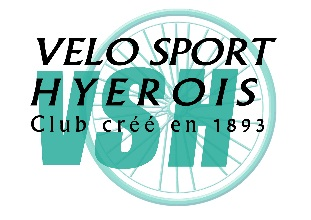 VELO SPORT
HYEROIS
Club créé en 1893
VSH